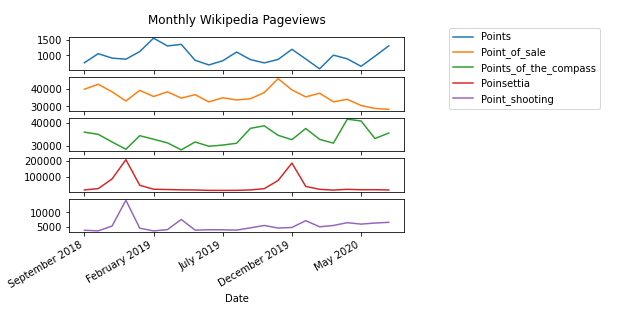 Monthly Wikipedia Pageviews
Points
Point_of_sale
Points_of_the_compass
Poinsettia
Point_shooting
1500
1000
40000
30000
40000
30000
200000
100000
10000
5000
September 2018
February 2019
July 2019
December 2019
May 2020
Date